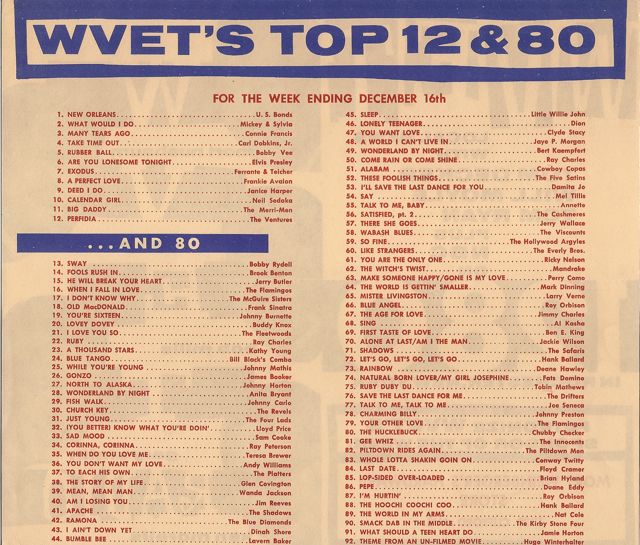 WVET'S TOP 12 & 80
FOR THE WEEK ENDING DECEMBER 16th
1. NEW ORLEANS U. S. Bonds
2. WHAT WOULD I DO Mickey & Sylvia
3. MANY TEARS AGO Connie Francis
4. TAKE TIME OUT Carl Dobkins, Jr.
5. RUBBER BALL Bobby Vee
6. ARE YOU LONESOME TONIGHT Elvis Presley
7. EXODUS Ferrante & Teicher
8. A PERFECT LOVE Frankie Avalon
9. DEED I DO Janice Harper
10. CALENDAR GIRL Neil Sedaka
11. BIG DADDY The Merri-Men
12. PERFIDIA The Ventures
...AND 80
13. SWAY Bobby Rydell
14. FOOLS RUSH IN Brook Benton
15. HE WILL BREAK YOUR HEART Jerry Butler
16. WHEN I FALL IN LOVE The Flamingos
17. I DON'T KNOW WHY The McGuire Sisters
18. OLD MacDONALD Frank Sinatra
19. YOU'RE SIXTEEN Johnny Burnette
20. LOVEY DOVEY Buddy Knox
21. I LOVE YOU SO The Fleetwoods
22. RUBY Ray Charles
23. A THOUSAND STARS Kathy Young
24. BLUE TANGO Bill Black's Combo
25. WHILE YOU'RE YOUNG Johnny Mathis
26. GONZO James Booker
27. NORTH TO ALASKA Johnny Horton
28. WONDERLAND BY NIGHT Anita Bryant
29. FISH WALK Johnny Carlo
30. CHURCH KEY The Revels
31. JUST YOUNG The Four Lads
32. (YOU BETTER) KNOW WHAT YOU'RE DOIN' Lloyd Price
33. SAD MOOD Sam Cooke
34. CORINNA, CORINNA Ray Peterson
35. WHEN DO YOU LOVE ME Teresa Brewer
36. YOU DON'T WANT MY LOVE Andy Williams
37. TO EACH HIS OWN The Platters
38. THE STORY OF MY LIFE Glen Covington
39. MEAN, MEAN MAN Wanda Jackson
40. AM I LOSING YOU Jim Reeves
41. APACHE The Shadows
42. RAMONA The Blue Diamonds
43. I AIN'T DOWN YET Dinah Shore
44. BUMBLE BEE Lavern Baker
45. SLEEP Little Willie John
46. LONELY TEENAGER Dion
47. YOU WANT LOVE Clyde Stacy
48. A WORLD I CAN'T LIVE IN Jaye P. Morgan
49. WONDERLAND BY NIGHT Bert Kaempfert
50. COME RAIN OR COME SHINE Ray Charles
51. ALABAM Cowboy Copas
52. THESE FOOLISH THINGS The Five Satins
53. I'LL SAVE THE LAST DANCE FOR YOU Damita Jo
54. SAY Mel Tillis
55. TALK TO ME, BABY Annette
56. SATISFIED, pt. 2 The Cashmeres
57. THERE SHE GOES Jerry Wallace
58. WABASH BLUES The Viscounts
59. SO FINE The Hollywood Argyles
60. LIKE STRANGERS The Everly Bros.
61. YOU ARE THE ONLY ONE Ricky Nelson
62. THE WITCH'S TWIST Mandrake
63. MAKE SOMEONE HAPPY/GONE IS MY LOVE Perry Como
64. THE WORLD IS GETTIN' SMALLER Mark Dinning
65. MISTER LIVINGSTON Larry Verne
66. BLUE ANGEL Roy Orbison
67. THE AGE FOR LOVE Jimmy Charles
68. SING Al Kasha
69. FIRST TASTE OF LOVE Ben E. King
70. ALONE AT LAST/AM I THE MAN Jackie Wilson
71. SHADOWS The Safaris
72. LET'S GO, LET'S GO, LET'S GO Hank Ballard
73. RAINBOW Deane Hawley
74. NATURAL BORN LOVER/MY GIRL JOSEPHINE Fats Domino
75. RUBY DUBY DU Tobin Mathews
76. SAVE THE LAST DANCE FOR ME The Drifters
77. TALK TO ME, TALK TO ME Joe Seneca
78. CHARMING BILLY Johnny Preston
79. YOUR OTHER LOVE The Flamingos
80. THE HUCKLEBUCK Chubby Checker
81. GEE WHIZ The Innocents
82. PILTDOWN RIDES AGAIN The Piltdown Men
83. WHOLE LOTTA SHAKIN GOIN ON Conway Twitty
84. LAST DATE Floyd Cramer
85. LOP-SIDED OVER-LOADED Brian Hyland
86. PEPE Duane Eddy
87. I'M HURTIN' Roy Orbison
88. THE HOOCHI COOCHI COO Hank Ballard
89. THE WORLD IN MY ARMS Nat Cole
90. SMACK DAB IN THE MIDDLE The Kirby Stone Four
91. WHAT SHOULD A TEEN HEART DO Jamie Horton
92. THEME FROM AN UN-FILMED MOVIE Hugo Winterhalter